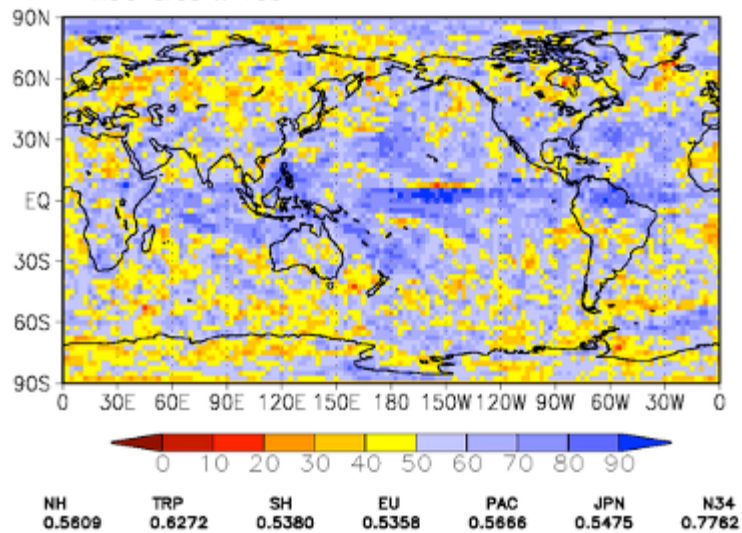 90N
60N
30N
EQ
30S
60S
90S
0 30E 60E 90E 120E 150E 180 150W 120W 90W 60W 30W 0
0 10 20 30 40 50 60 70 80 90
NH TRP SH EU PAC JPN N34
0.5609 0.6272 0.5380 0.5358 0.5666 0.5475 0.7762